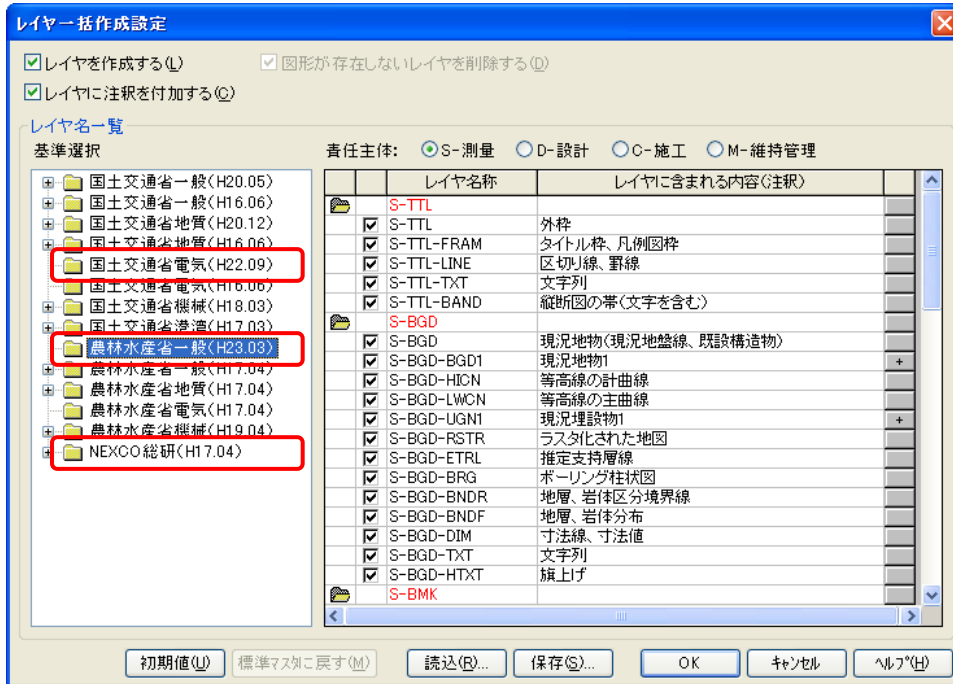 レイヤ一括作成設定
レイヤを作成する(L) 図形が存在しないレイヤを削除する(D)
レイヤに注釈を付加する(C)
レイヤ名一覧
基準選択 責任主体: S-測量 D-設計 C-施工 M-維持管理
国土交通省一般(H20.05)
国土交通省一般(H16.06)
国土交通省地質(H20.12)
国土交通省地質(H16.06)
国土交通省電気(H22.09)
国土交通省電気(H16.06)
国土交通省機械(H18.03)
国土交通省港湾(H17.03)
農林水産省一般(H23.03)
農林水産省一般(H17.04)
農林水産省地質(H17.04)
農林水産省電気(H17.04)
農林水産省機械(H19.04)
NEXCO総研(H17.04)
レイヤ名称 レイヤに含まれる内容(注釈)
S-TTL
S-TTL 外枠
S-TTL-FRAM タイトル枠、凡例図枠
S-TTL-LINE 区切り線、罫線
S-TTL-TXT 文字列
S-TTL-BAND 縦断図の帯(文字を含む)
S-BGD
S-BGD 現況地物(現況地盤線、既設構造物)
S-BGD-BGD1 現況地物1 +
S-BGD-HICN 等高線の計曲線
S-BGD-LWCN 等高線の主曲線
S-BGD-UGN1 現況埋設物1 +
S-BGD-RSTR ラスタ化された地図
S-BGD-ETRL 推定支持層線
S-BGD-BRG ボーリング柱状図
S-BGD-BNDR 地層、岩体区分境界線
S-BGD-BNDF 地層、岩体分布
S-BGD-DIM 寸法線、寸法値
S-BGD-TXT 文字列
S-BGD-HTXT 旗上げ
S-BMK
初期値(U) 標準マスタに戻す(M) 読込(R)... 保存(S)... OK キャンセル ヘルプ(H)